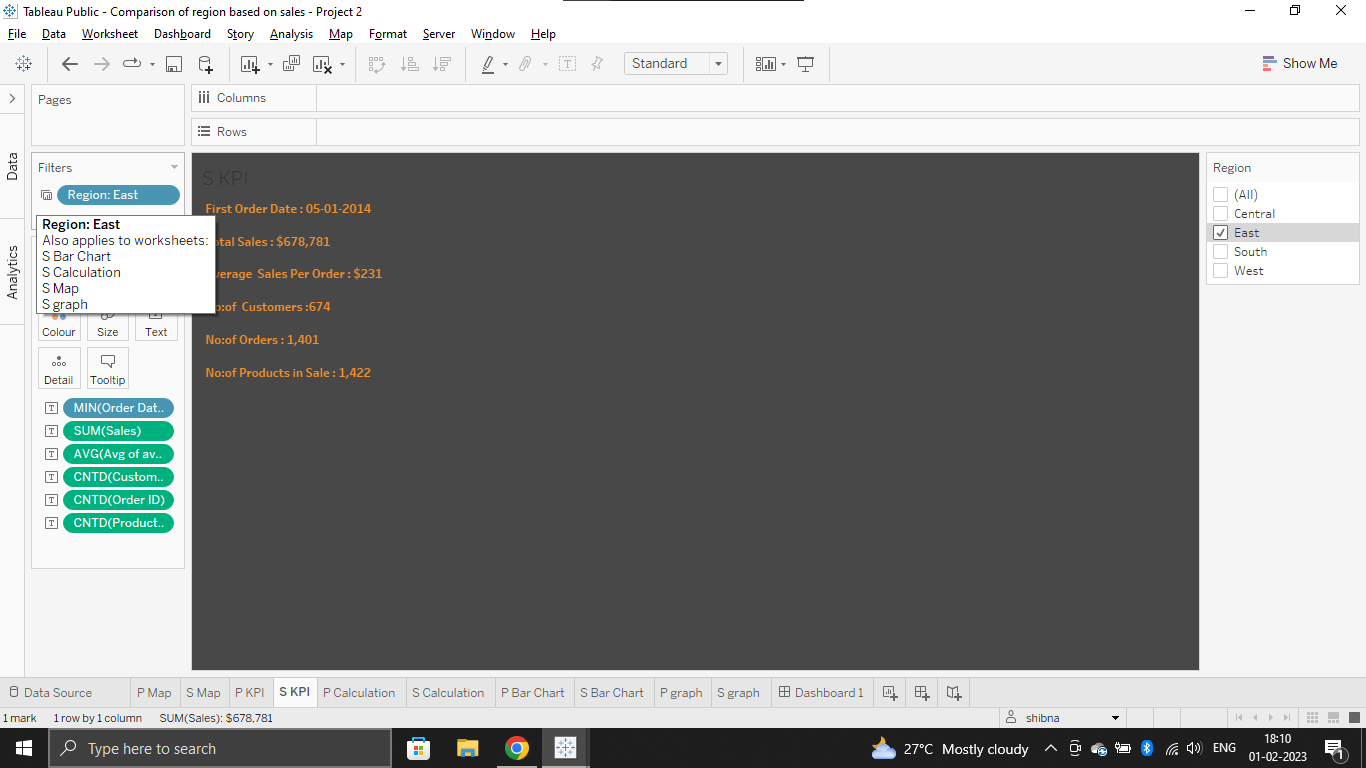 Tableau Public - Comparison of region based on sales - Project 2
File Data Worksheet Dashboard Story Analysis Map Format Server Window Help
Standard
Show Me
Pages
Columns
Rows
Data
Analytics
Filters
Region: East
Region: East
Also applies to worksheets:
S Bar Chart
S Calculation
S Map
S graph
Colour Size Text
Detail Tooltip
MIN(Order Dat..
SUM(Sales)
AVG(Avg of av..
CNTD(Custom..
CNTD(Order ID)
CNTD(Product..
S KPI
First Order Date : 05-01-2014
otal Sales : $678,781
verage Sales Per Order : $231
o:of Customers :674
No:of Orders : 1,401
No:of Products in Sale : 1,422
Region
(All)
Central
East
South
West
Data Source P Map S Map P KPI S KPI P Calculation S Calculation P Bar Chart S Bar Chart P graph S graph Dashboard 1
1 mark 1 row by 1 column SUM(Sales): $678,781
shibna
Type here to search
27°C Mostly cloudy
ENG
18:10
01-02-2023
1